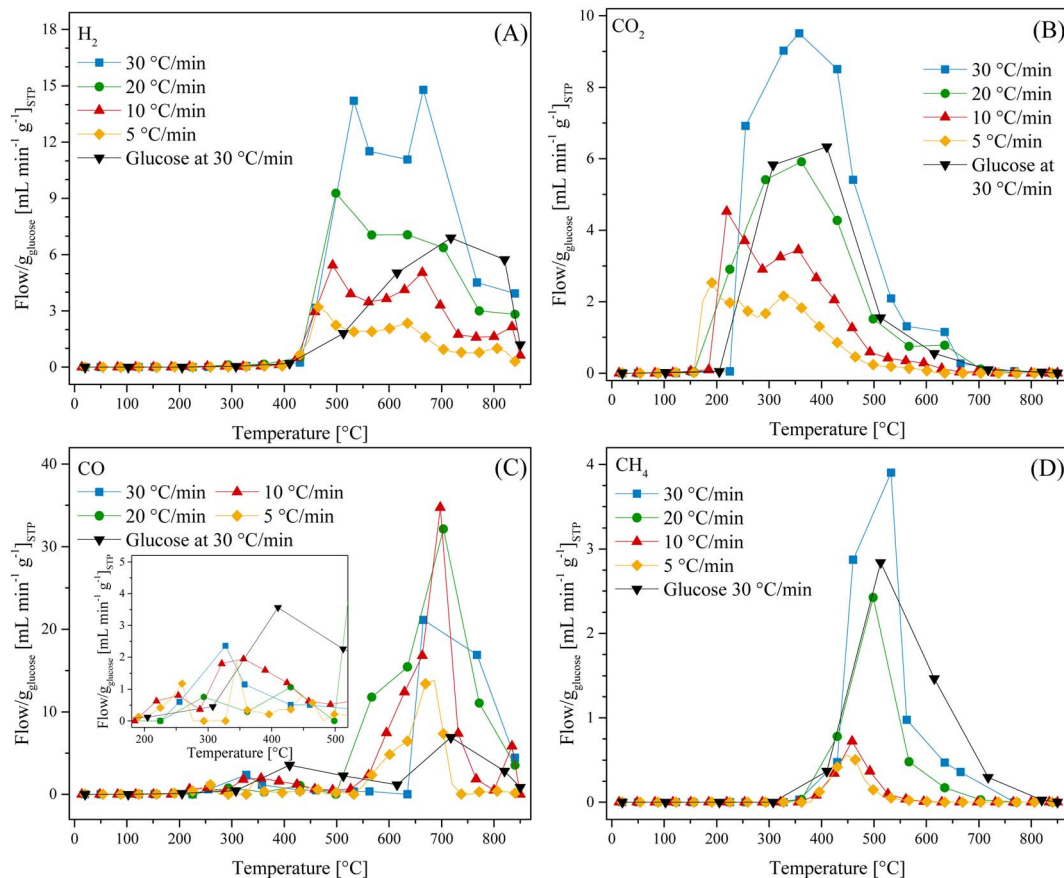 H2
(A)
30 °C/min
20 °C/min
10 °C/min
5 °C/min
Glucose at 30 °C/min
18
15
12
9
6
3
0
Flow/gglucose [mL min-1 g-1]STP
0 100 200 300 400 500 600 700 800
Temperature [°C]
CO2
(B)
30 °C/min
20 °C/min
10 °C/min
5 °C/min
Glucose at
30 °C/min
10
8
6
4
2
0
Flow/gglucose [mL min-1 g-1]STP
0 100 200 300 400 500 600 700 800
Temperature [°C]
CO
(C)
30 °C/min 10 °C/min
20 °C/min 5 °C/min
Glucose at 30 °C/min
40
30
20
10
0
Flow/gglucose [mL min-1 g-1]STP
5
4
3
2
1
0
Flow/gglucose [mL min-1 g-1]STP
200 300 400 500
Temperature [°C]
0 100 200 300 400 500 600 700 800
Temperature [°C]
CH4
(D)
30 °C/min
20 °C/min
10 °C/min
5 °C/min
Glucose 30 °C/min
4
3
2
1
0
Flow/gglucose [mL min-1 g-1]STP
0 100 200 300 400 500 600 700 800
Temperature [°C]